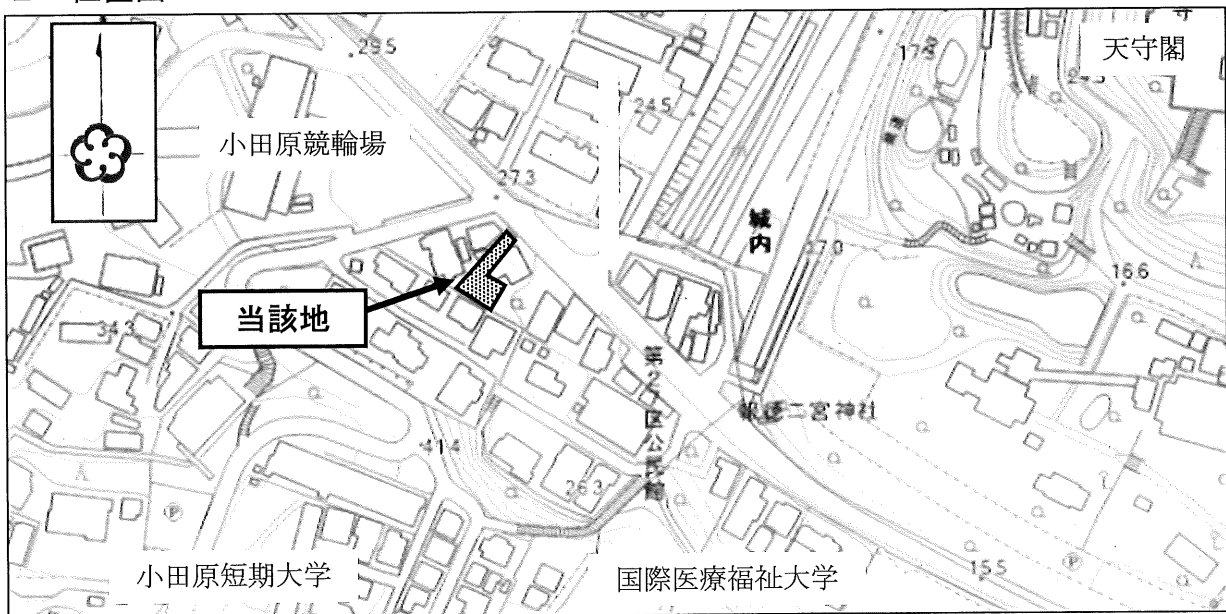 天守閣
29.5
17.5
24.5
小田原競輪場
27.3
城内
27.0
16.6
当該地
34.3
第27区公民館
報徳二宮神社
41.4
26.3
小田原短期大学
国際医療福祉大学
15.5